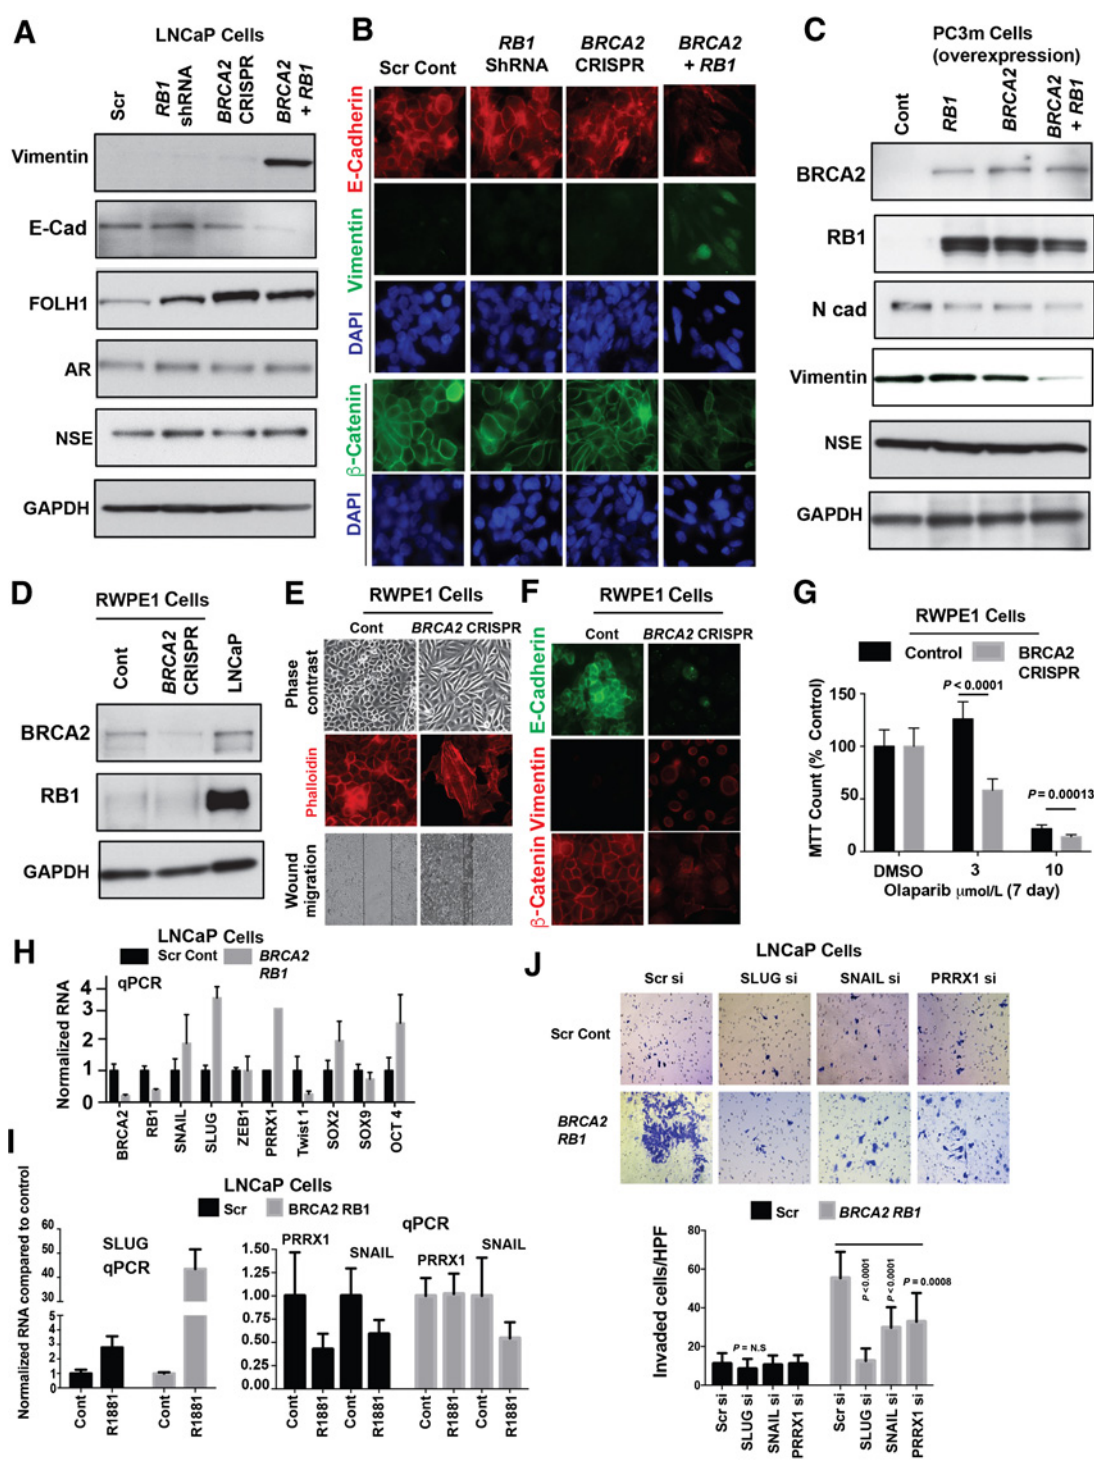 A
LNCaP Cells
Scr
RB1 shRNA
BRCA2 CRISPR
BRCA2 + RB1
Vimentin
E-Cad
FOLH1
AR
NSE
GAPDH
B
Scr Cont
RB1 ShRNA
BRCA2 CRISPR
BRCA2 + RB1
E-Cadherin
Vimentin
DAPI
β-Catenin
DAPI
C
PC3m Cells
(overexpression)
Cont
RB1
BRCA2
BRCA2 + RB1
BRCA2
RB1
N cad
Vimentin
NSE
GAPDH
D
RWPE1 Cells
Cont
BRCA2 CRISPR
LNCaP
BRCA2
RB1
GAPDH
E
RWPE1 Cells
Cont
BRCA2 CRISPR
Phase contrast
Phalloidin
Wound migration
F
RWPE1 Cells
Cont
BRCA2 CRISPR
E-Cadherin
Vimentin
β-Catenin
G
RWPE1 Cells
Control
BRCA2 CRISPR
P < 0.0001
P = 0.00013
MTT Count (% Control)
150
100
50
0
DMSO
3
10
Olaparib μmol/L (7 day)
H
LNCaP Cells
Scr Cont
BRCA2 RB1
qPCR
Normalized RNA
4
3
2
1
0
BRCA2
RB1
SNAIL
SLUG
ZEB1
PRRX1
Twist 1
SOX2
SOX9
OCT 4
I
LNCaP Cells
Scr
BRCA2 RB1
qPCR
SLUG
qPCR
Normalized RNA compared to control
60
50
40
30
5
4
3
2
1
0
Cont
R1881
Cont
R1881
PRRX1
SNAIL
PRRX1
SNAIL
1.50
1.25
1.00
0.75
0.50
0.25
0.00
Cont
R1881
Cont
R1881
Cont
R1881
Cont
R1881
J
LNCaP Cells
Scr si
SLUG si
SNAIL si
PRRX1 si
Scr Cont
BRCA2
RB1
Scr
BRCA2 RB1
Invaded cells/HPF
80
60
40
20
0
P = N.S
P <0.0001
P <0.0001
P = 0.0008
Scr si
SLUG si
SNAIL si
PRRX1 si
Scr si
SLUG si
SNAIL si
PRRX1 si